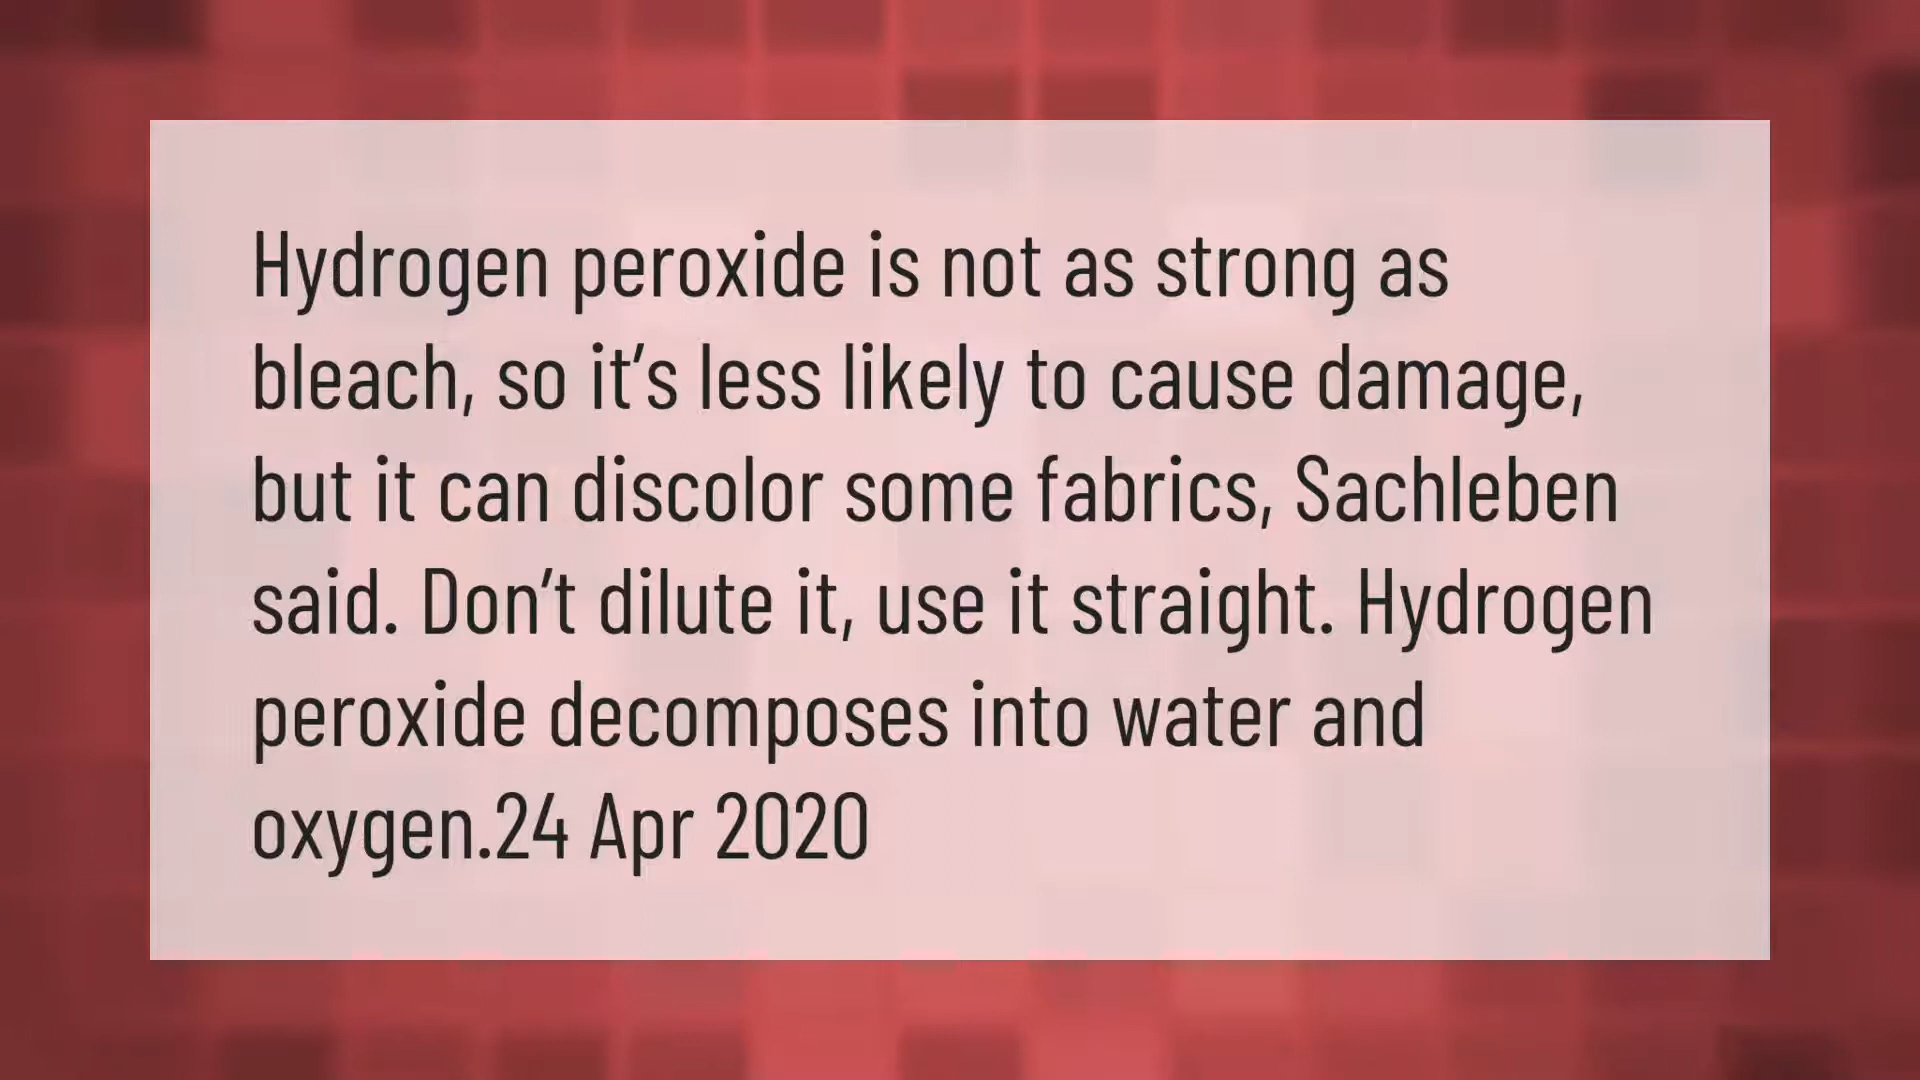 Hydrogen peroxide is not as strong as
bleach, so it’s less likely to cause damage,
but it can discolor some fabrics, Sachleben
said. Don’t dilute it, use it straight. Hydrogen
peroxide decomposes into water and
oxygen.24 Apr 2020